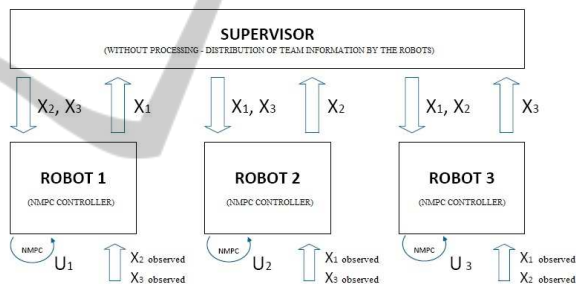 SUPERVISOR
(WITHOUT PROCESSING - DISTRIBUTION OF TEAM INFORMATION BY THE ROBOTS)
X2, X3
X1
X1, X3
X2
X1, X2
X3
ROBOT 1
(NMPC CONTROLLER)
ROBOT 2
(NMPC CONTROLLER)
ROBOT 3
(NMPC CONTROLLER)
NMPC
U1
X2 observed
X3 observed
NMPC
U2
X1 observed
X3 observed
NMPC
U 3
X1 observed
X2 observed